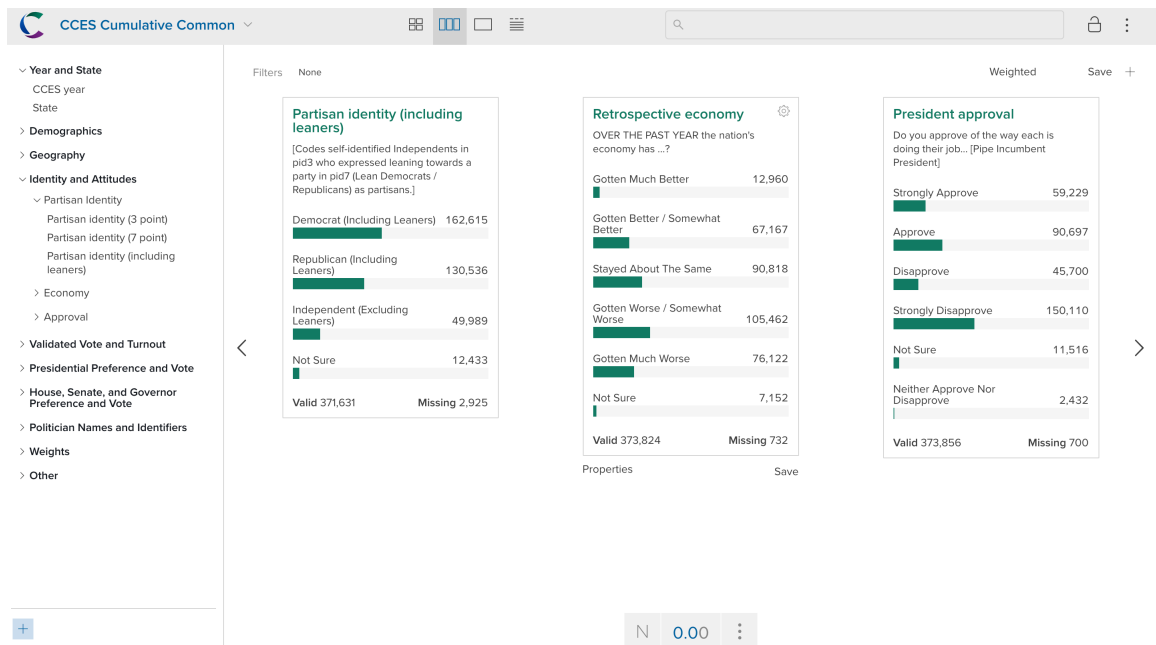 CCES Cumulative Common
Year and State
CCES year
State
Demographics
Geography
Identity and Attitudes
Partisan Identity
Partisan identity (3 point)
Partisan identity (7 point)
Partisan identity (including
leaners)
Economy
Approval
Validated Vote and Turnout
Presidential Preference and Vote
House, Senate, and Governor
Preference and Vote
Politician Names and Identifiers
Weights
Other
Filters None
Weighted Save
Partisan identity (including
leaners)
[Codes self-identified Independents in
pid3 who expressed leaning towards a
party in pid7 (Lean Democrats /
Republicans) as partisans.]
Democrat (Including Leaners) 162,615
Republican (Including
Leaners) 130,536
Independent (Excluding
Leaners) 49,989
Not Sure 12,433
Valid 371,631 Missing 2,925
Retrospective economy
OVER THE PAST YEAR the nation's
economy has ...?
Gotten Much Better 12,960
Gotten Better / Somewhat
Better 67,167
Stayed About The Same 90,818
Gotten Worse / Somewhat
Worse 105,462
Gotten Much Worse 76,122
Not Sure 7,152
Valid 373,824 Missing 732
Properties Save
President approval
Do you approve of the way each is
doing their job... [Pipe Incumbent
President]
Strongly Approve 59,229
Approve 90,697
Disapprove 45,700
Strongly Disapprove 150,110
Not Sure 11,516
Neither Approve Nor
Disapprove 2,432
Valid 373,856 Missing 700
N 0.00